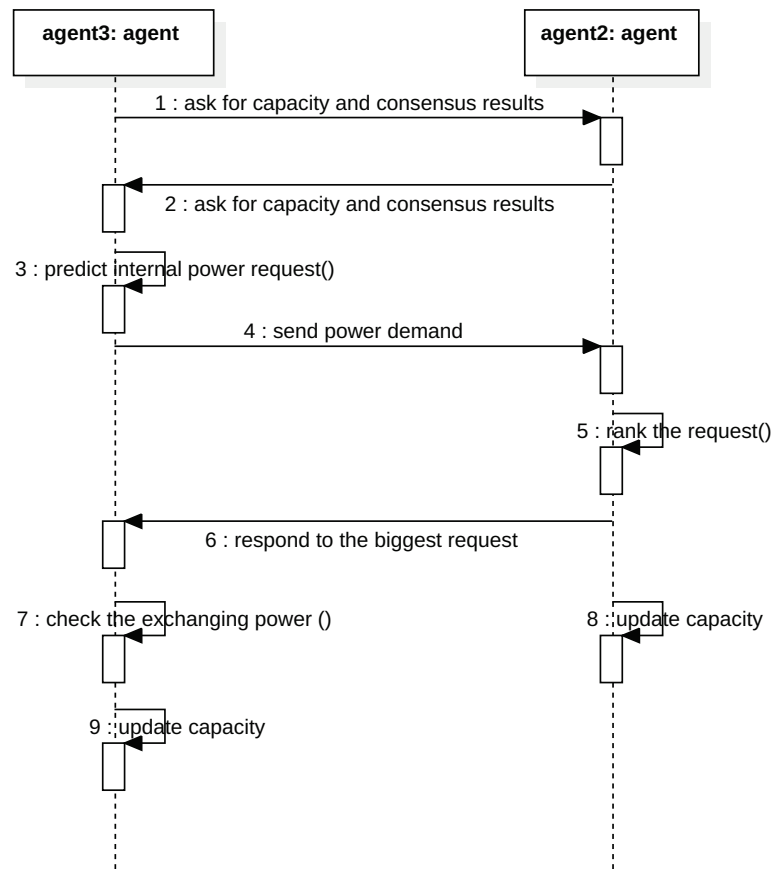 agent3: agent
agent2: agent
1 : ask for capacity and consensus results
2 : ask for capacity and consensus results
3 : predict internal power request()
4 : send power demand
5 : rank the request()
6 : respond to the biggest request
7 : check the exchanging power ()
8 : update capacity
9 : update capacity